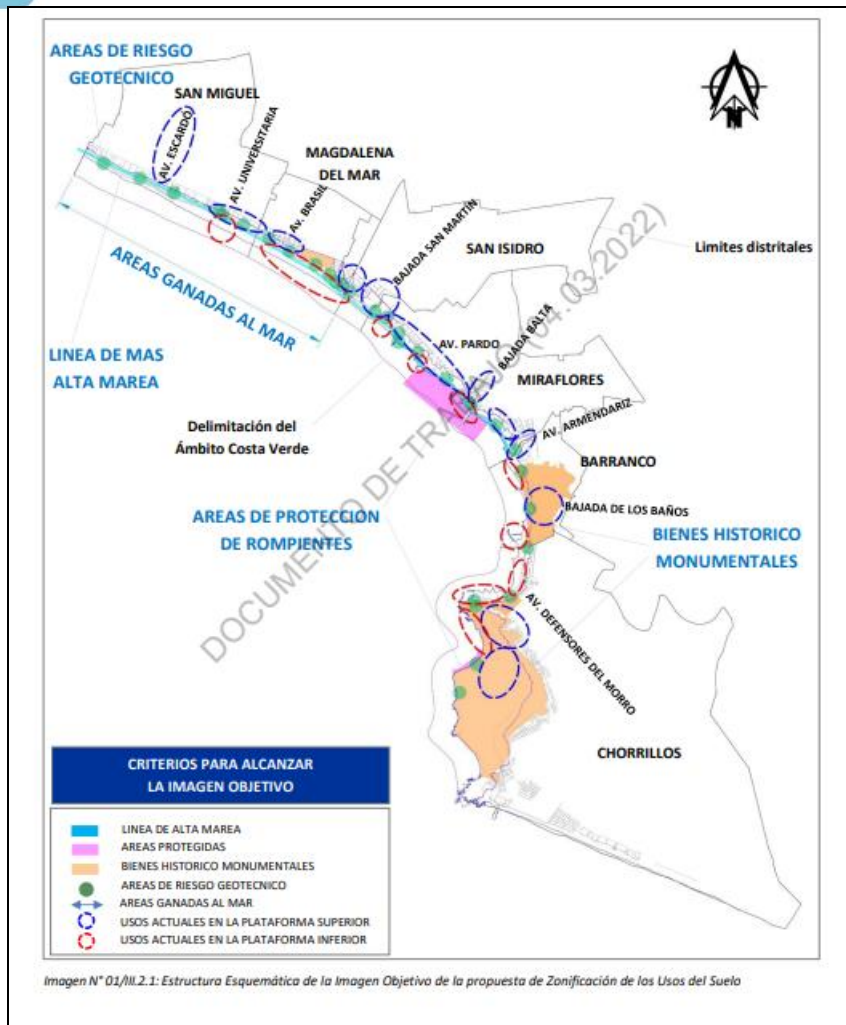 AREAS DE RIESGO
GEOTECNICO
SAN MIGUEL
N
AV. ESCARDÓ
AV. UNIVERSITARIA
MAGDALENA
DEL MAR
Av. BRASIL
BAJADA SAN MARTÍN
SAN ISIDRO
Limites distritales
AREAS GANADAS AL MAR
LINEA DE MAS
ALTA MAREA
AV. PARDO
BAJADA BALTA
MIRAFLORES
Delimitación del
Ámbito Costa Verde
AV. ARMENDARIZ
BARRANCO
AREAS DE PROTECCION
DE ROMPIENTES
BAJADA DE LOS BAÑOS
BIENES HISTORICO
MONUMENTALES
DOCUMENTO DE TRABAJO (04.03.2022)
AV. DEFENSORES DEL MORRO
CHORRILLOS
CRITERIOS PARA ALCANZAR
LA IMAGEN OBJETIVO
LINEA DE ALTA MAREA
AREAS PROTEGIDAS
BIENES HISTORICO MONUMENTALES
AREAS DE RIESGO GEOTECNICO
AREAS GANADAS AL MAR
USOS ACTUALES EN LA PLATAFORMA SUPERIOR
USOS ACTUALES EN LA PLATAFORMA INFERIOR
Imagen N° 01/III.2.1: Estructura Esquemática de la Imagen Objetivo de la propuesta de Zonificación de los Usos del Suelo